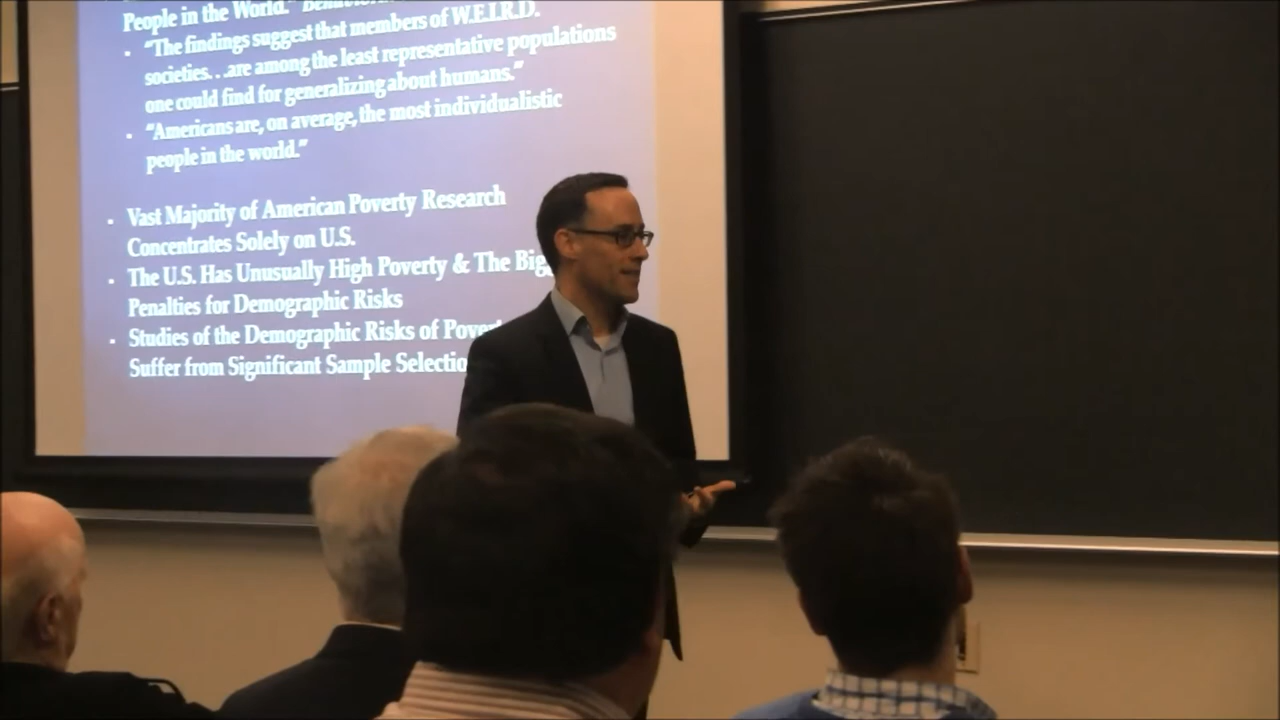 People in the World."
• "The findings suggest that members of W.E.I.R.D.
societies. . .are among the least representative populations
one could find for generalizing about humans."
• "Americans are, on average, the most individualistic
people in the world."
• Vast Majority of American Poverty Research
Concentrates Solely on U.S.
• The U.S. Has Unusually High Poverty & The
Penalties for Demographic Risks
• Studies of the Demographic Risks of
Suffer from Significant Sample